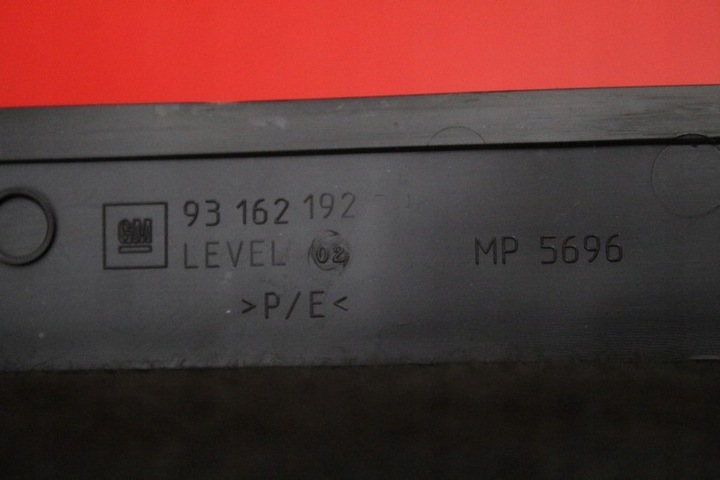 GM 93 162 192
LEVEL 02
MP 5696
>P/E<